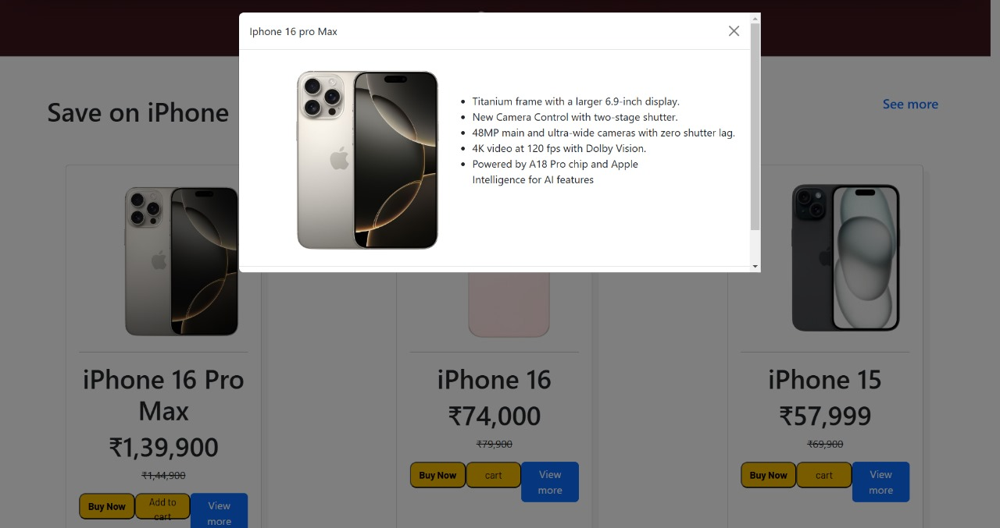 Iphone 16 pro Max
Titanium frame with a larger 6.9-inch display.
New Camera Control with two-stage shutter.
48MP main and ultra-wide cameras with zero shutter lag.
4K video at 120 fps with Dolby Vision.
Powered by A18 Pro chip and Apple
Intelligence for AI features
Save on iPhone
See more
iPhone 16 Pro
Max
₹1,39,900
₹1,44,900
Buy Now
Add to
cart
View
more
iPhone 16
₹74,000
₹79,900
Buy Now
cart
View
more
iPhone 15
₹57,999
₹69,900
Buy Now
cart
View
more